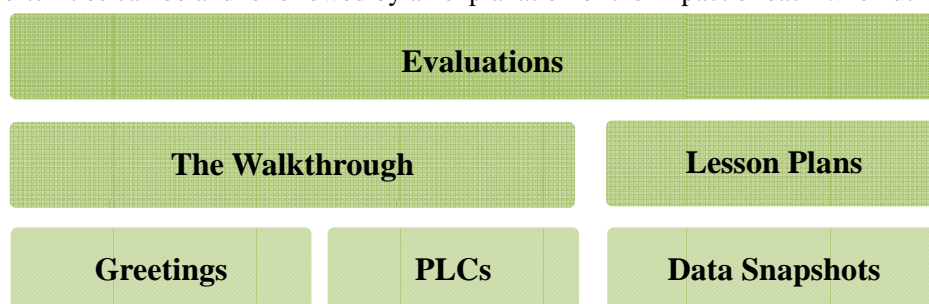 Evaluations
The Walkthrough Lesson Plans
Greetings PLCs Data Snapshots